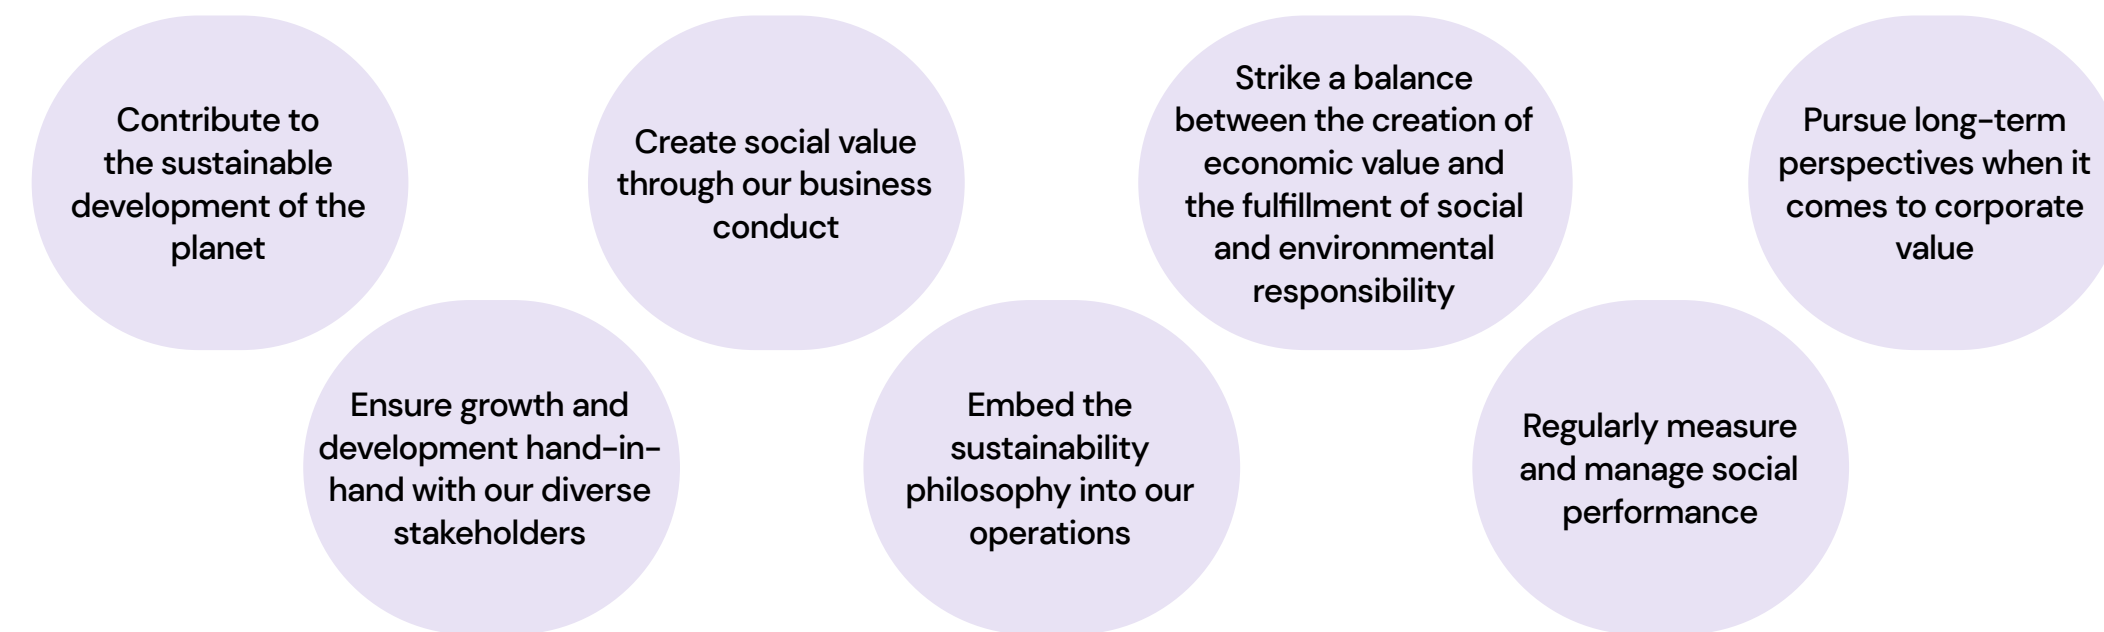 Contribute to
the sustainable
development of the
planet
Ensure growth and
development hand-in-
hand with our diverse
stakeholders
Create social value
through our business
conduct
Embed the
sustainability
philosophy into our
operations
Strike a balance
between the creation of
economic value and
the fulfillment of social
and environmental
responsibility
Regularly measure
and manage social
performance
Pursue long-term
perspectives when it
comes to corporate
value